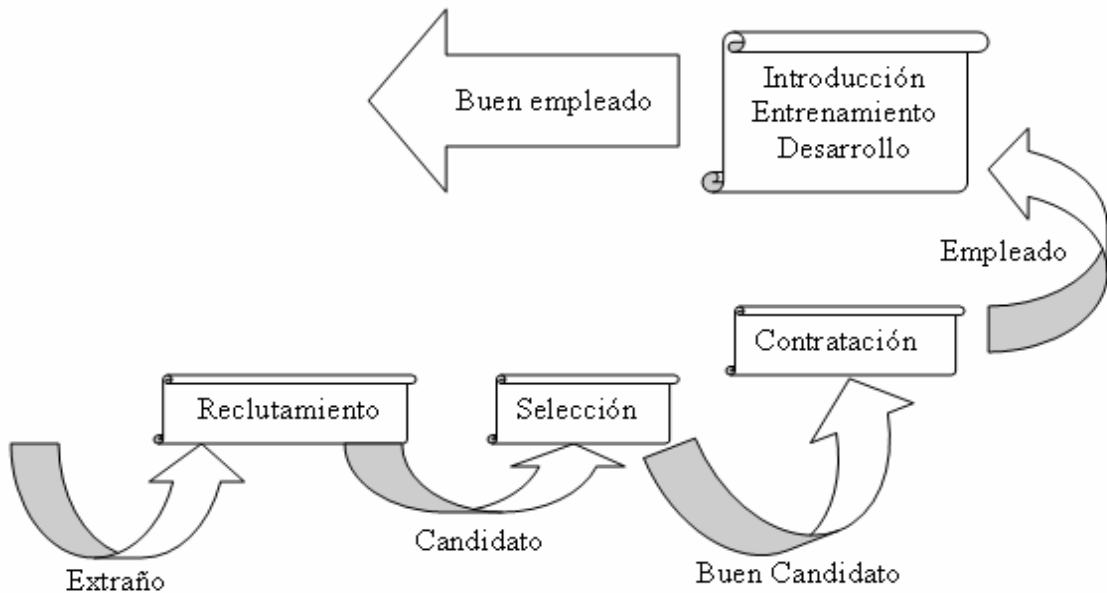 Buen empleado
Introducción
Entrenamiento
Desarrollo
Empleado
Contratación
Reclutamiento
Selección
Candidato
Buen Candidato
Extraño